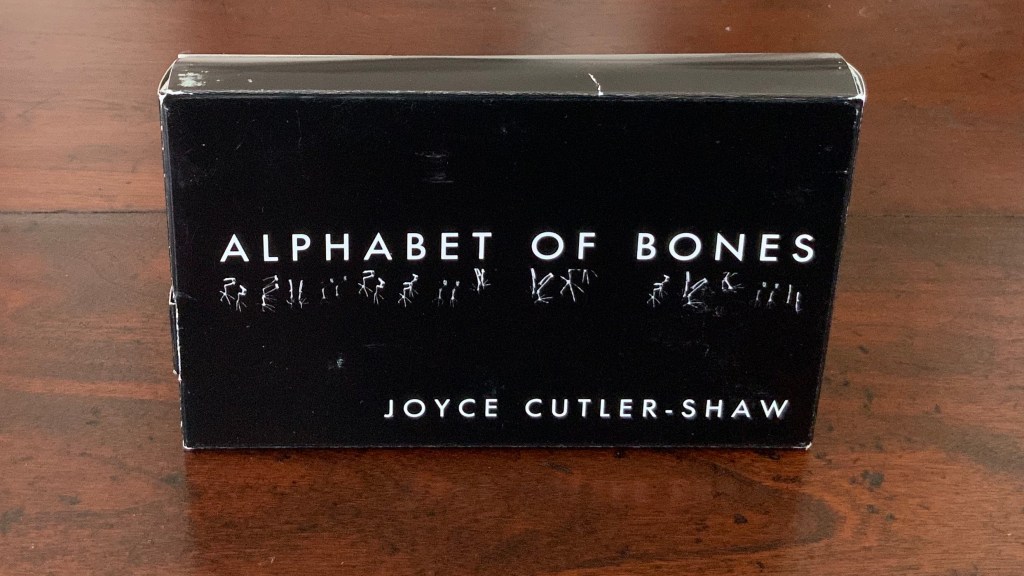 ALPHABET OF BONES
JOYCE CUTLER-SHAW